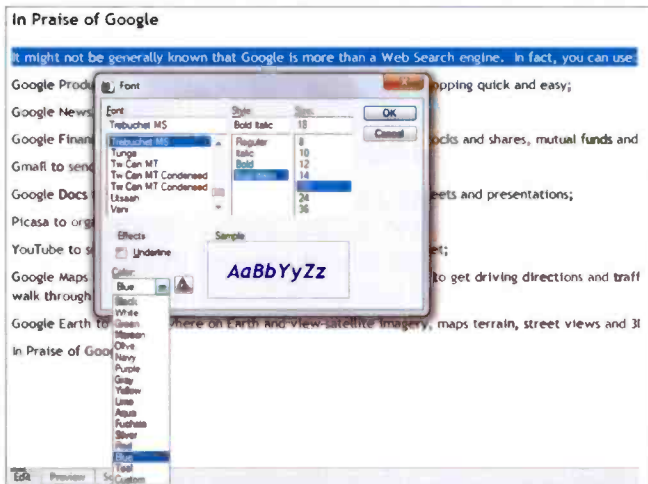 In Praise of Google
It might not be generally known that Google is more than a Web Search engine. In fact, you can use
Google Produ
opping quick and easy;
Google News
Google Finan
ocks and shares, mutual funds and
Gmail to send
Google Docs
eets and presentations;
Picasa to orga
YouTube to s
et;
Google Maps
to get driving directions and traff
walk through
Google Earth to
where on Earth and view satellite imagery, maps terrain, street views and 3
In Praise of Goo
Font
Font:
Style:
Size:
Trebuchet MS
Bold Italic
18
OK
Cancel
Trebuchet MS
Tunga
Tw Cen MT
Tw Cen MT Condensed
Tw Cen MT Condensed
Utsaah
Vani
Regular
Italic
Bold
8
10
12
14
24
36
Effects
Underline
Sample
AaBbYyZz
Color:
Blue
Black
White
Green
Maroon
Olive
Navy
Purple
Gray
Yellow
Lime
Aqua
Fuchsia
Silver
Red
Blue
Teal
Custom
Edit
Preview